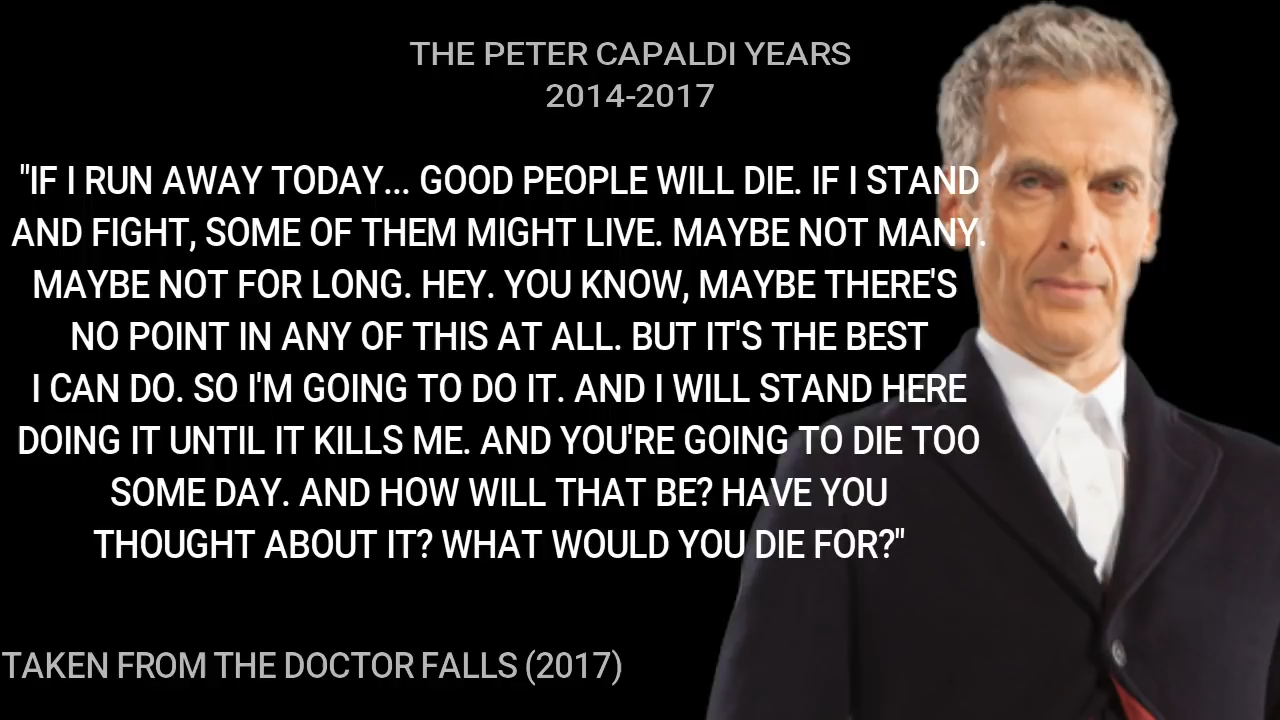 THE PETER CAPALDI YEARS
2014-2017
"IF I RUN AWAY TODAY... GOOD PEOPLE WILL DIE. IF I STAND
AND FIGHT, SOME OF THEM MIGHT LIVE. MAYBE NOT MANY.
MAYBE NOT FOR LONG. HEY. YOU KNOW, MAYBE THERE'S
NO POINT IN ANY OF THIS AT ALL. BUT IT'S THE BEST
I CAN DO. SO I'M GOING TO DO IT. AND I WILL STAND HERE
DOING IT UNTIL IT KILLS ME. AND YOU'RE GOING TO DIE TOO
SOME DAY. AND HOW WILL THAT BE? HAVE YOU
THOUGHT ABOUT IT? WHAT WOULD YOU DIE FOR?"
TAKEN FROM THE DOCTOR FALLS (2017)